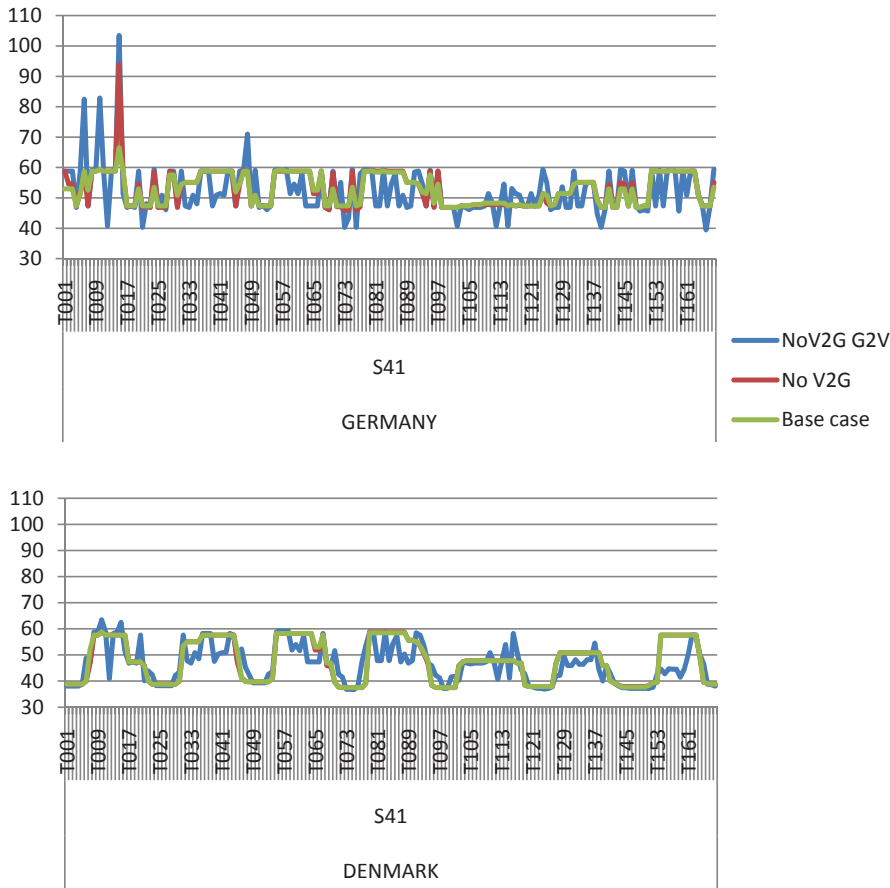 110
100
90
80
70
60
50
40
30
T001
T009
T017
T025
T033
T041
T049
T057
T065
T073
T081
T089
T097
T105
T113
T121
T129
T137
T145
T153
T161
S41
GERMANY
NoV2G G2V
No V2G
Base case
110
100
90
80
70
60
50
40
30
T001
T009
T017
T025
T033
T041
T049
T057
T065
T073
T081
T089
T097
T105
T113
T121
T129
T137
T145
T153
T161
S41
DENMARK